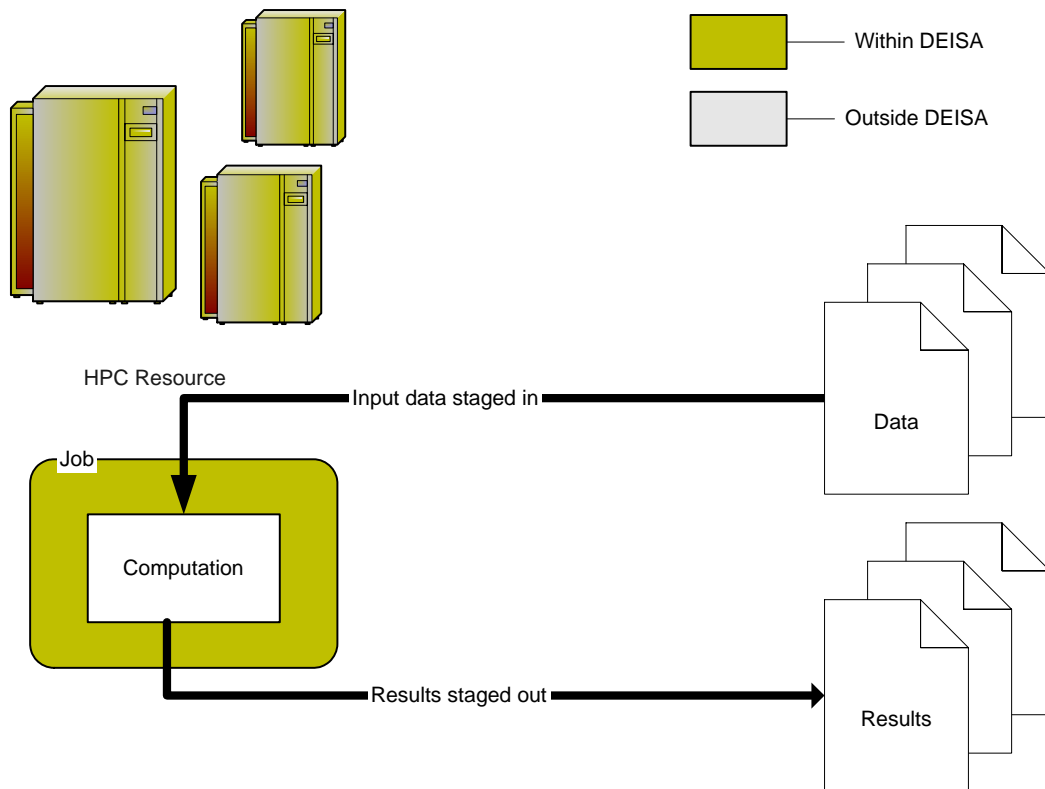 Within DEISA
Outside DEISA
HPC Resource
Input data staged in
Data
Job
Computation
Results staged out
Results